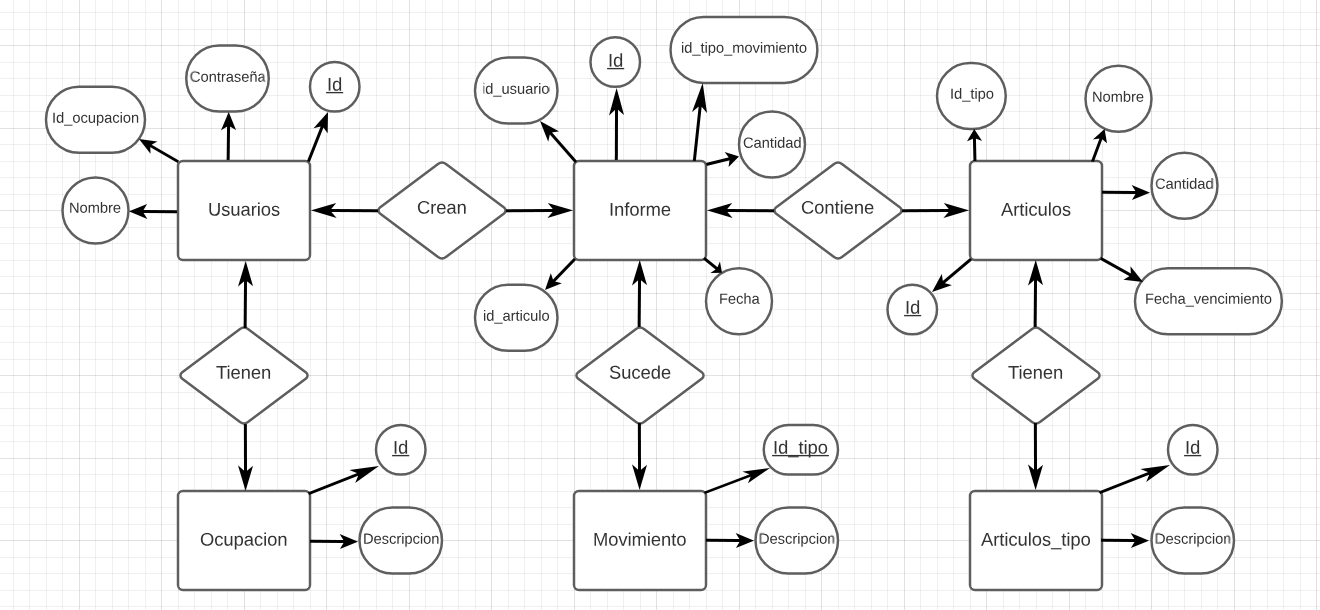 id_tipo_movimiento
Id
Contraseña
Id
id_usuario
Id_tipo
Nombre
Id_ocupacion
Cantidad
Nombre
Usuarios
Crean
Informe
Contiene
Articulos
Cantidad
id_articulo
Fecha
Id
Fecha_vencimiento
Tienen
Sucede
Tienen
Id
Id_tipo
Id
Ocupacion
Descripcion
Movimiento
Descripcion
Articulos_tipo
Descripcion